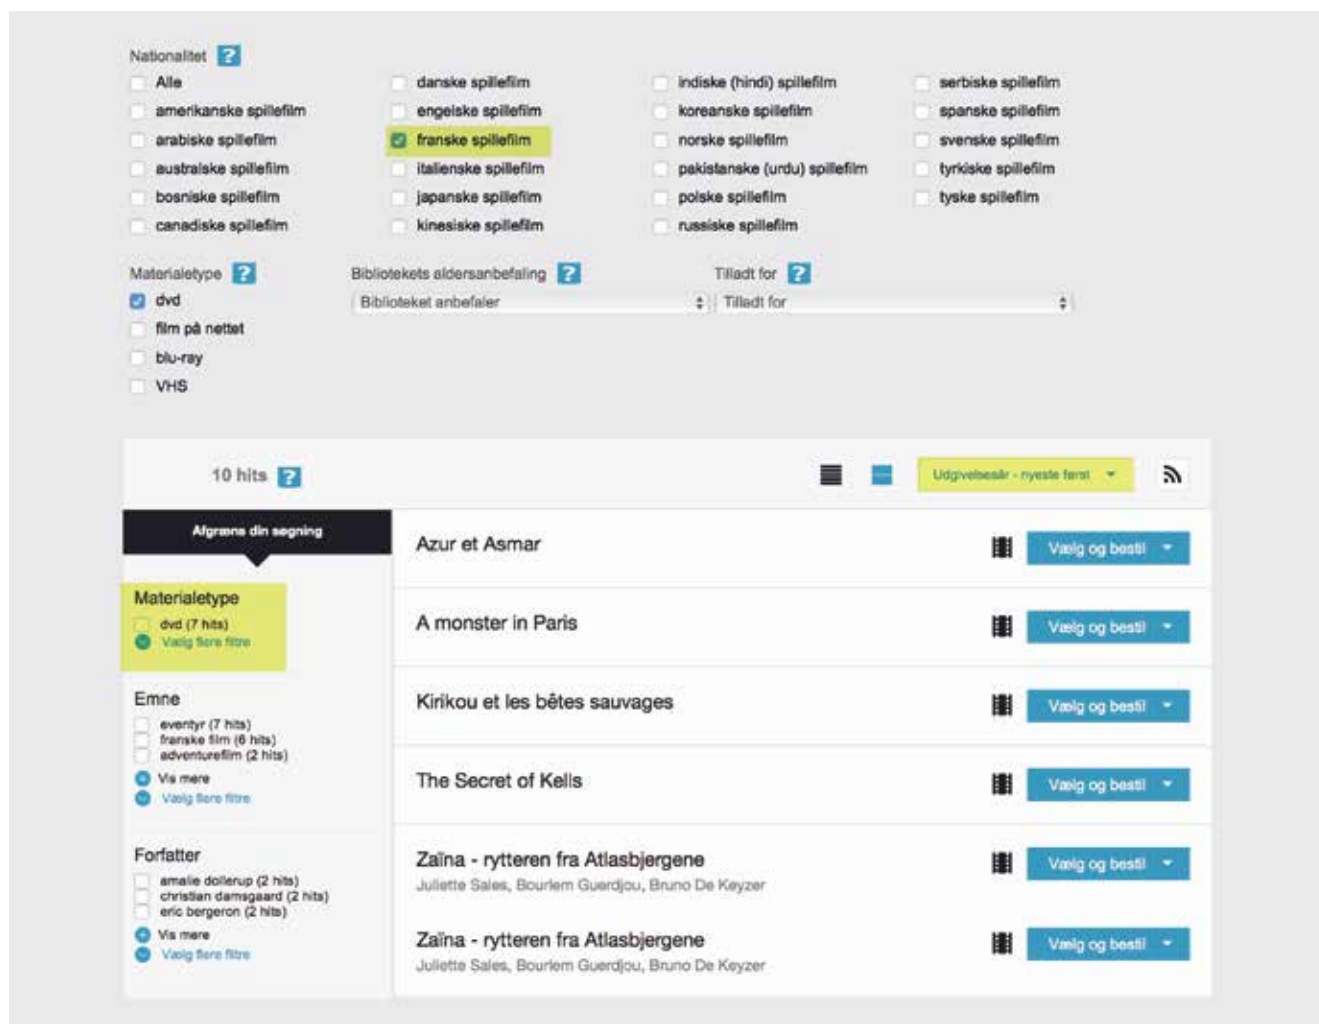 Nationalitet ?
Alle
amerikanske spillefilm
arabiske spillefilm
australske spillefilm
bosniske spillefilm
canadiske spillefilm
danske spillefilm
engelske spillefilm
franske spillefilm
italienske spillefilm
japanske spillefilm
kinesiske spillefilm
indiske (hindi) spillefilm
koreanske spillefilm
norske spillefilm
pakistanske (urdu) spillefilm
polske spillefilm
russiske spillefilm
serbiske spillefilm
spanske spillefilm
svenske spillefilm
tyrkiske spillefilm
tyske spillefilm
Materialetype ?
dvd
film på nettet
blu-ray
VHS
Bibliotekets aldersanbefaling ?
Biblioteket anbefaler
Tilladt for ?
Tilladt for
10 hits ?
Udgivelsesår - nyeste først
Afgræns din søgning
Materialetype
dvd (7 hits)
Vælg flere filtre
Emne
eventyr (7 hits)
franske film (6 hits)
adventurefilm (2 hits)
Vis mere
Vælg flere filtre
Forfatter
amalie dollerup (2 hits)
christian damsgaard (2 hits)
eric bergeron (2 hits)
Vis mere
Vælg flere filtre
Azur et Asmar
Vælg og bestil
A monster in Paris
Vælg og bestil
Kirikou et les bêtes sauvages
Vælg og bestil
The Secret of Kells
Vælg og bestil
Zaïna - rytteren fra Atlasbjergene
Juliette Sales, Bourlem Guerdjou, Bruno De Keyzer
Vælg og bestil
Zaïna - rytteren fra Atlasbjergene
Juliette Sales, Bourlem Guerdjou, Bruno De Keyzer
Vælg og bestil